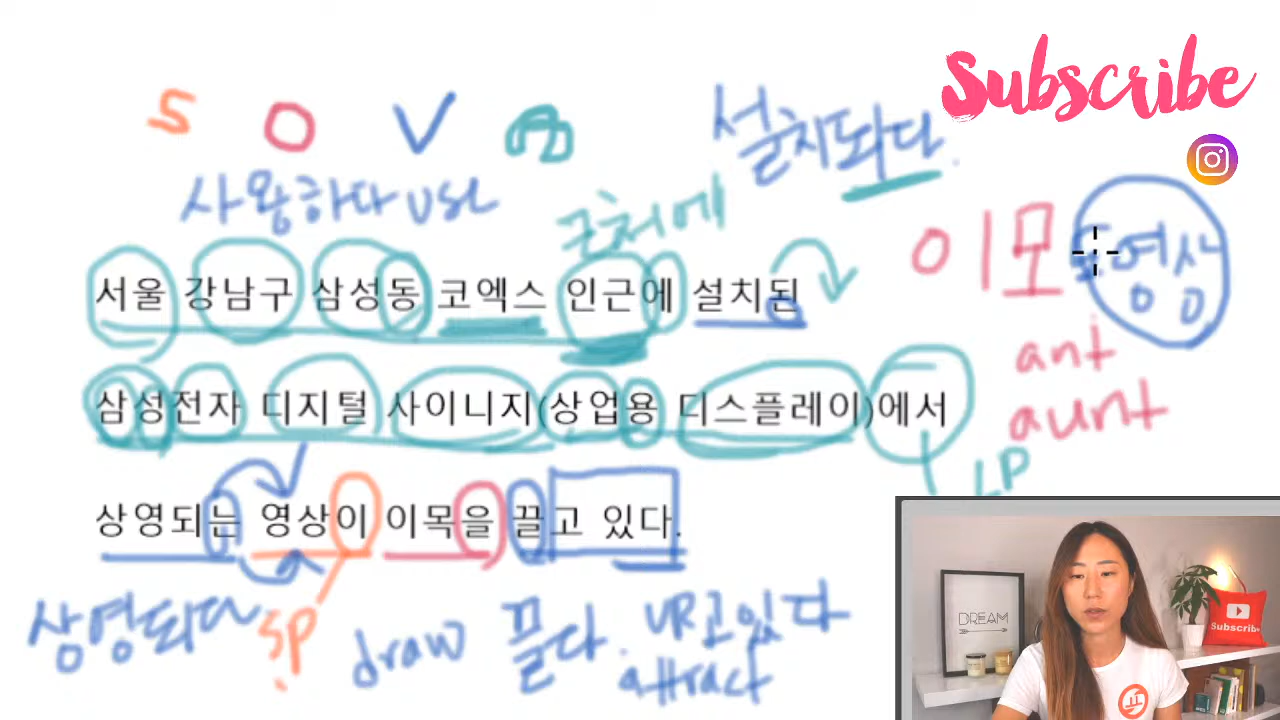 Subscribe
S O V
설치되다.
사용하다 use
근처에
이모
영상
서울 강남구 삼성동 코엑스 인근에 설치된
ant
삼성전자 디지털 사이니지(상업용 디스플레이)에서
aunt
LP
상영되는 영상이 이목을 끌고 있다.
상영되다
SP
draw 끌다.
VR고 있다
attract
DREAM
Subscribe